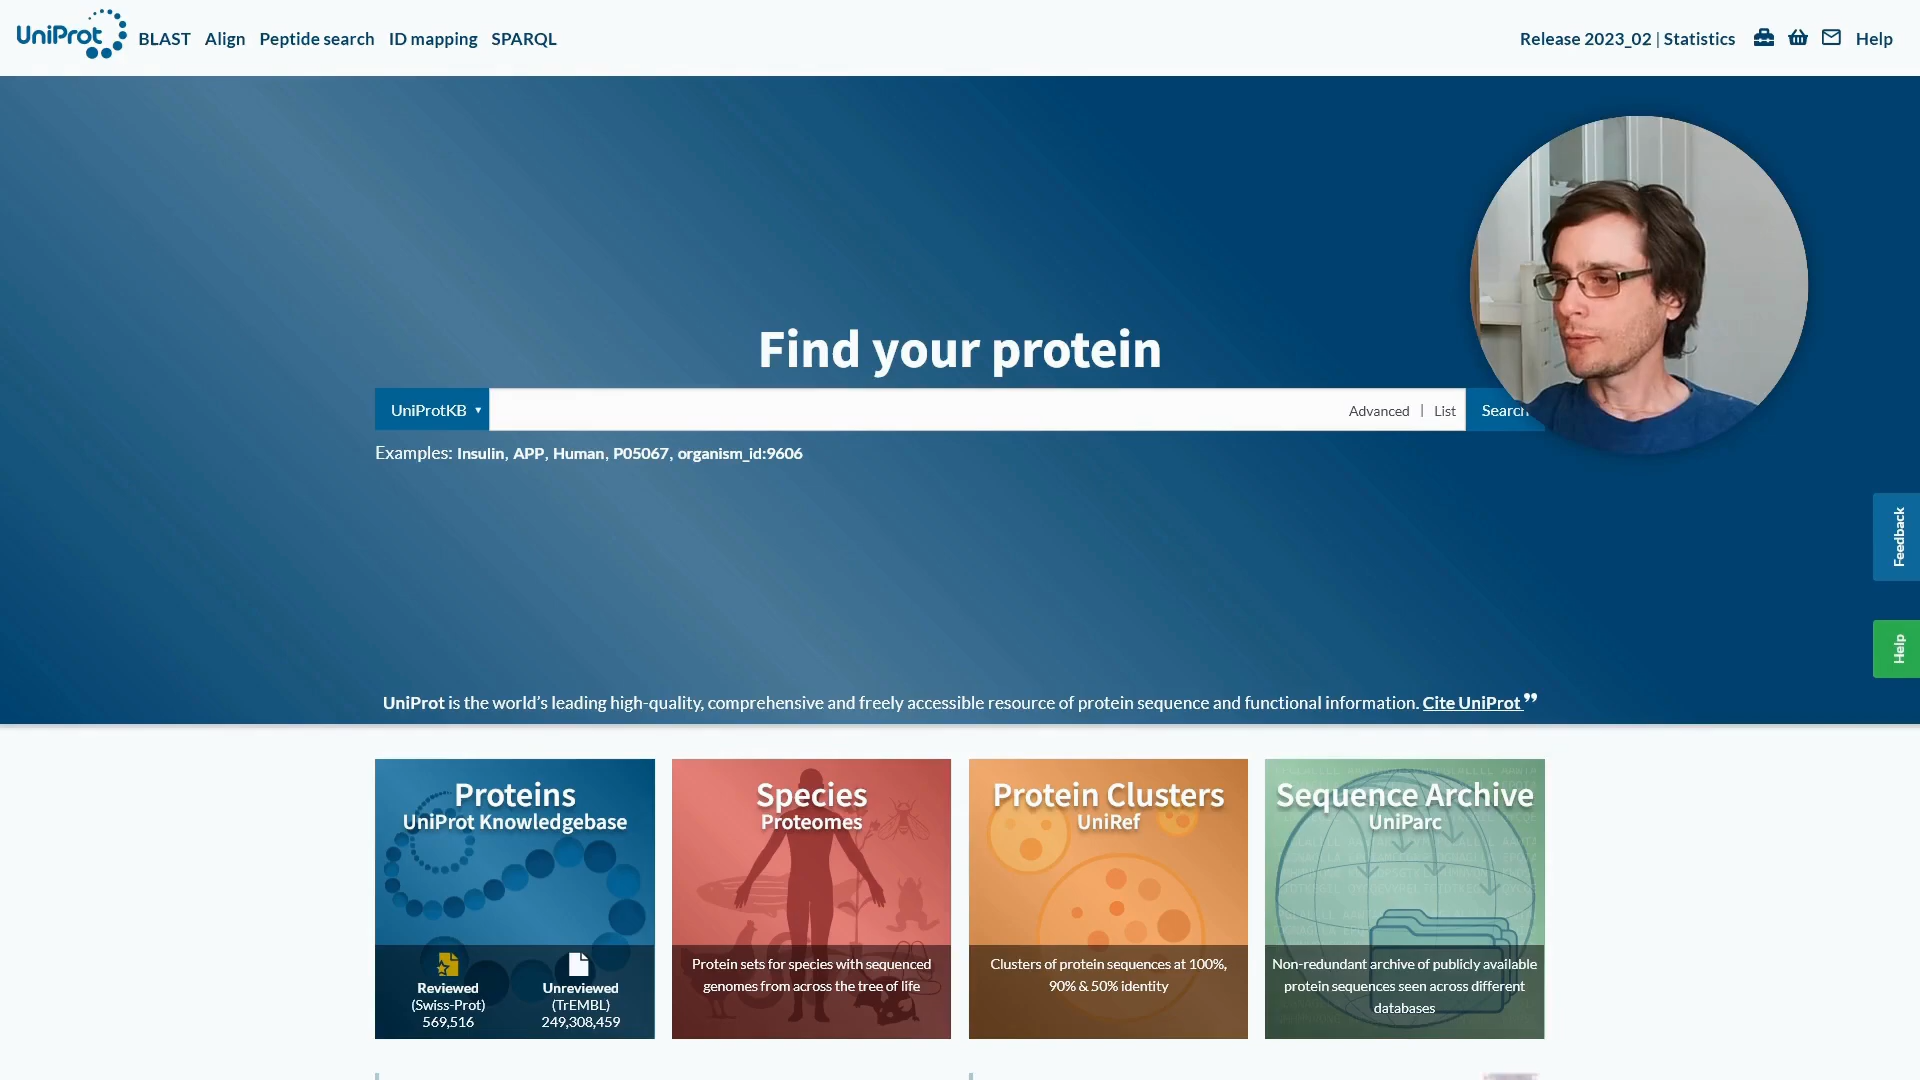 UniProt
BLAST Align Peptide search ID mapping SPARQL
Release 2023_02 | Statistics
Help
Find your protein
UniProtKB ▾
Advanced | List
Search
Examples: Insulin, APP, Human, P05067, organism_id:9606
Feedback
Help
UniProt is the world’s leading high-quality, comprehensive and freely accessible resource of protein sequence and functional information. Cite UniProt ”
Proteins
UniProt Knowledgebase
Reviewed
(Swiss-Prot)
569,516
Unreviewed
(TrEMBL)
249,308,459
Species
Proteomes
Protein sets for species with sequenced
genomes from across the tree of life
Protein Clusters
UniRef
Clusters of protein sequences at 100%,
90% & 50% identity
Sequence Archive
UniParc
Non-redundant archive of publicly available
protein sequences seen across different
databases